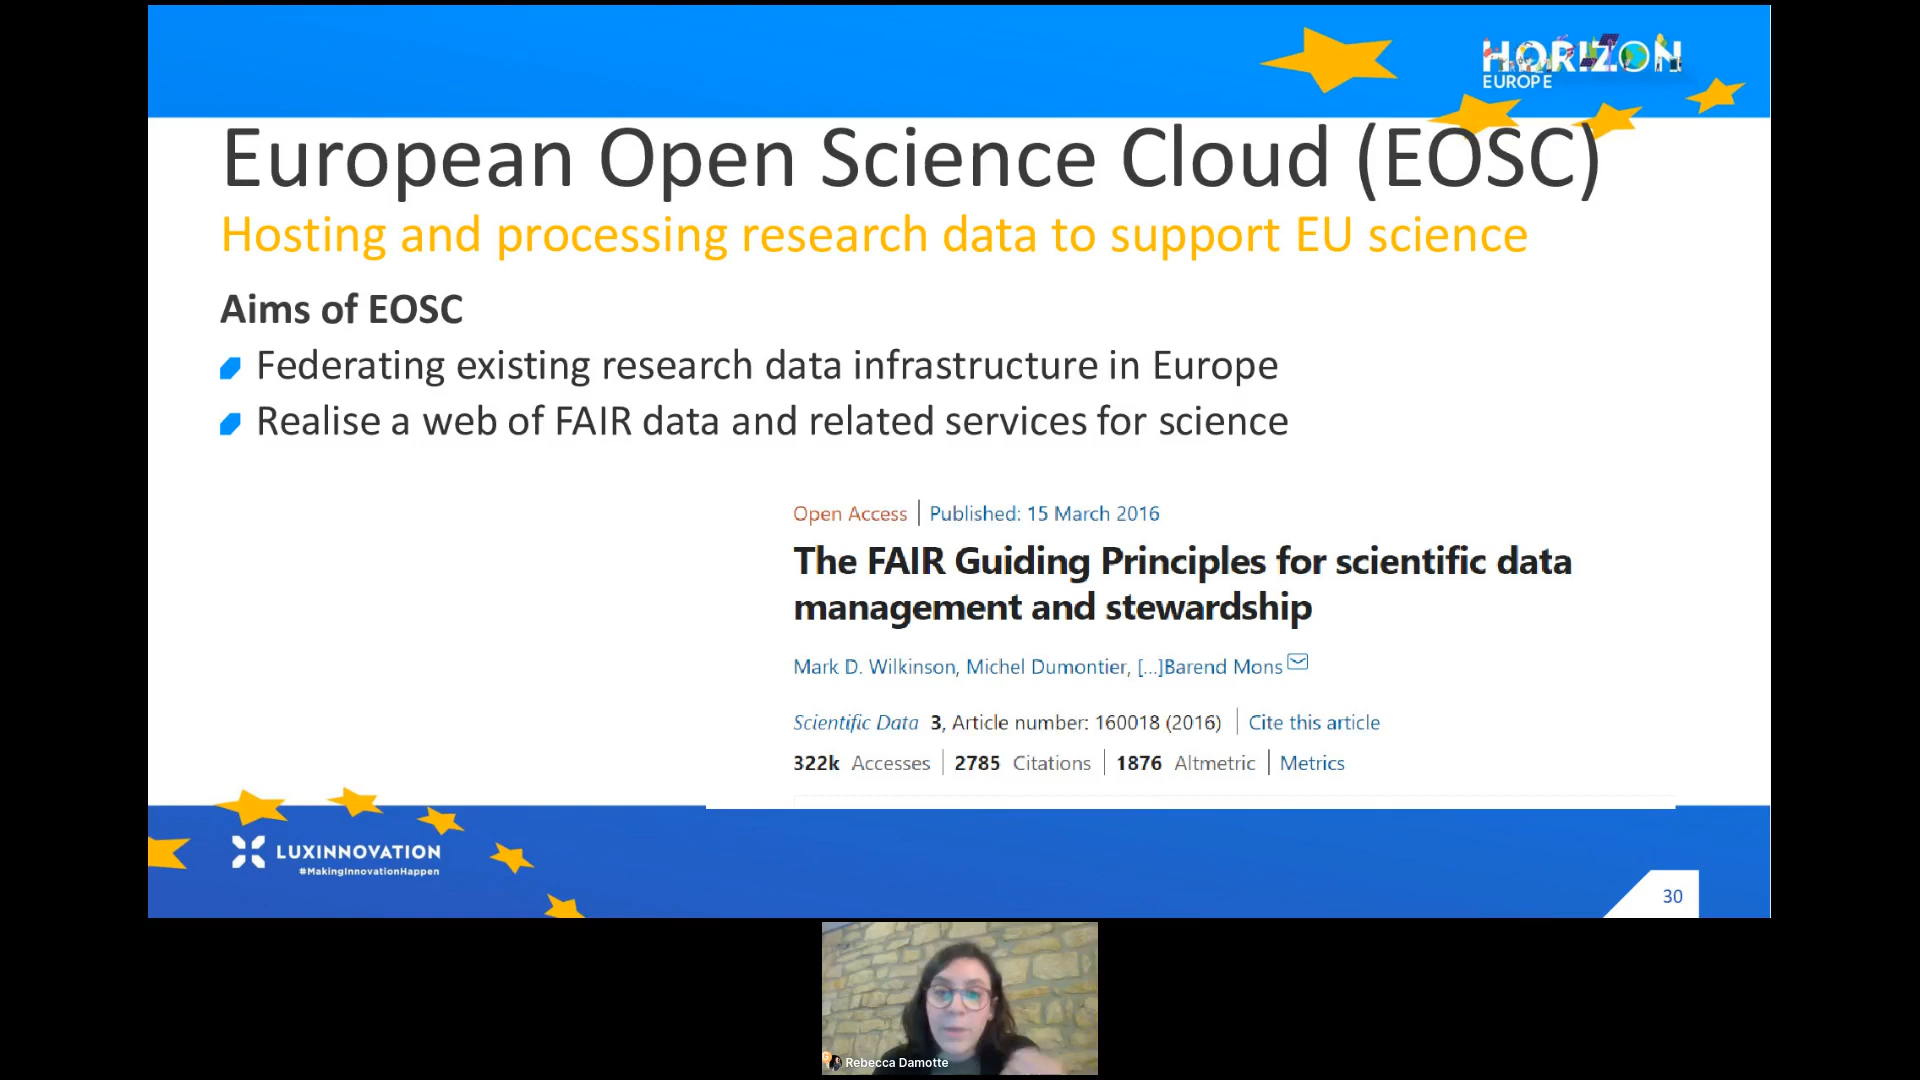 HORIZON
EUROPE
European Open Science Cloud (EOSC)
Hosting and processing research data to support EU science
Aims of EOSC
Federating existing research data infrastructure in Europe
Realise a web of FAIR data and related services for science
Open Access | Published: 15 March 2016
The FAIR Guiding Principles for scientific data
management and stewardship
Mark D. Wilkinson, Michel Dumontier, [...]Barend Mons
Scientific Data 3, Article number: 160018 (2016) | Cite this article
322k Accesses | 2785 Citations | 1876 Altmetric | Metrics
LUXINNOVATION
#MakingInnovationHappen
30
Rebecca Damotte